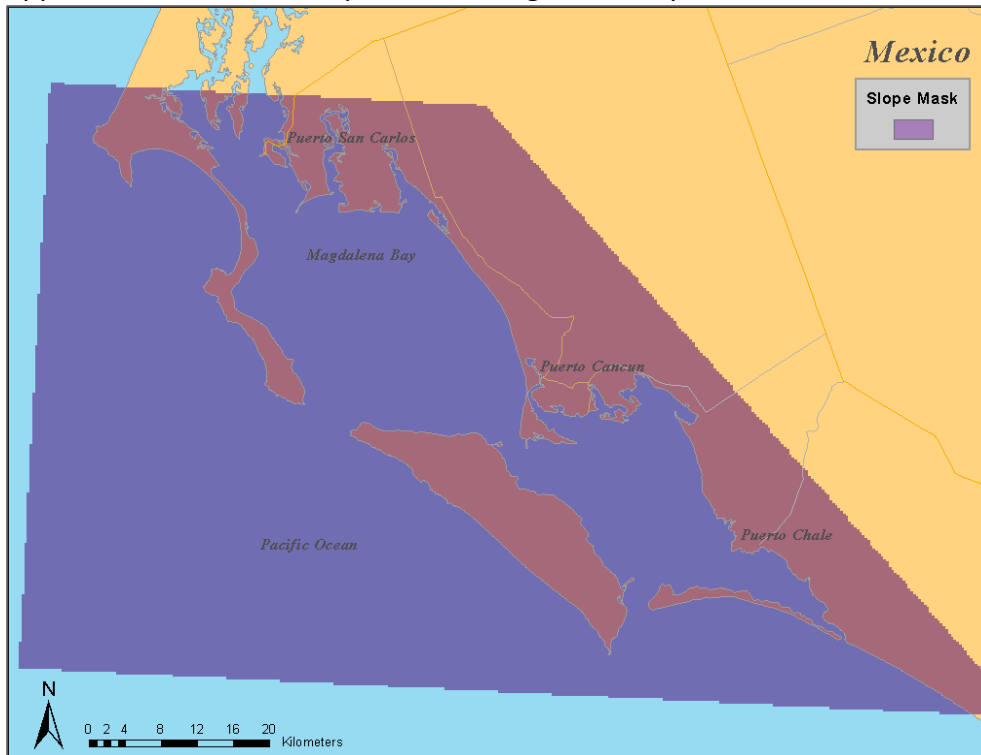 Mexico
Slope Mask
Puerto San Carlos
Magdalena Bay
Puerto Cancun
Pacific Ocean
Puerto Chale
N
0 2 4 8 12 16 20
Kilometers